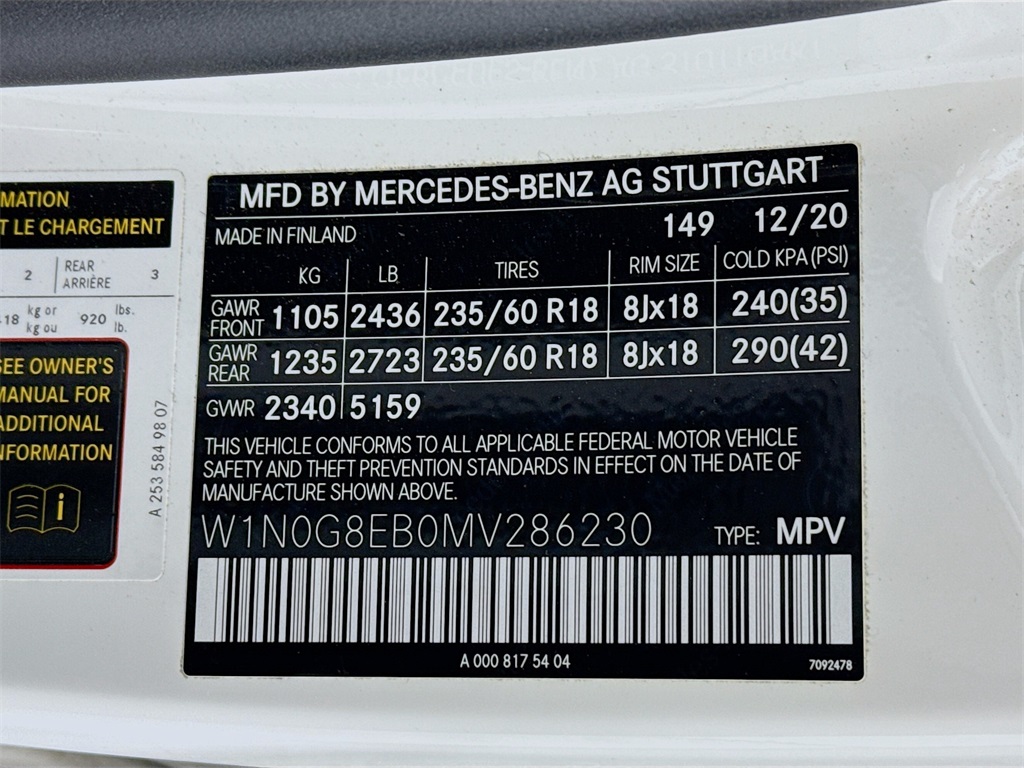 MATION
T LE CHARGEMENT
2 REAR ARRIÈRE 3
418 kg or kg ou 920 lbs. lb.
SEE OWNER'S
MANUAL FOR
ADDITIONAL
INFORMATION
i
A 253 584 98 07
MFD BY MERCEDES-BENZ AG STUTTGART
MADE IN FINLAND 149 12/20
KG LB TIRES RIM SIZE COLD KPA (PSI)
GAWR FRONT 1105 2436 235/60 R18 8Jx18 240(35)
GAWR REAR 1235 2723 235/60 R18 8Jx18 290(42)
GVWR 2340 5159
THIS VEHICLE CONFORMS TO ALL APPLICABLE FEDERAL MOTOR VEHICLE
SAFETY AND THEFT PREVENTION STANDARDS IN EFFECT ON THE DATE OF
MANUFACTURE SHOWN ABOVE.
W1N0G8EB0MV286230 TYPE: MPV
A 000 817 54 04 7092478